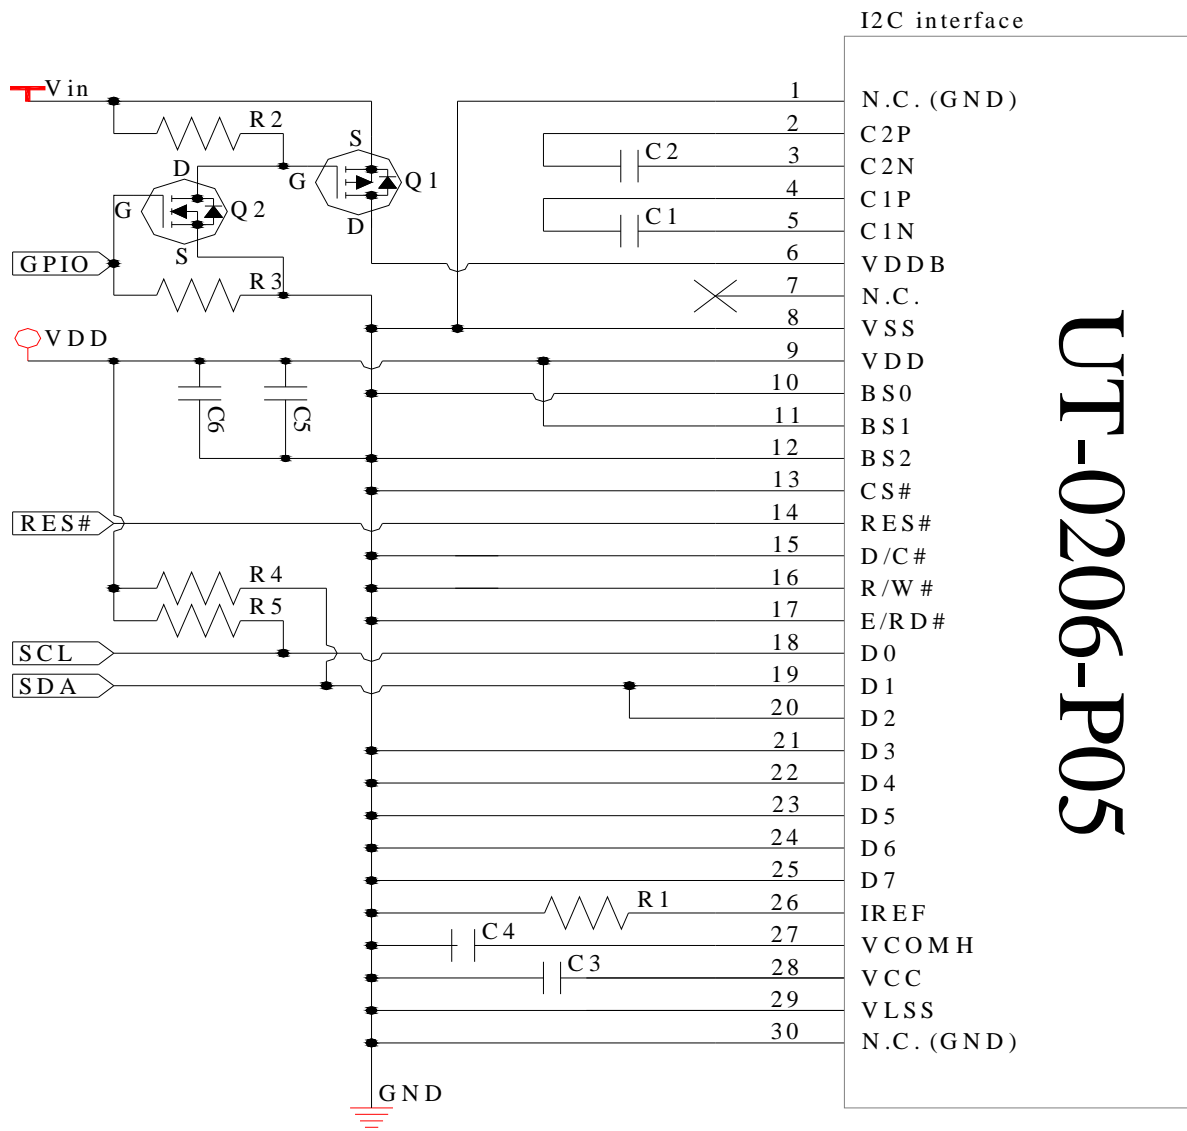 I2C interface
Vin
R2
S
G
Q1
D
D
G
Q2
S
GPIO
R3
VDD
C6
C5
RES#
R4
R5
SCL
SDA
C2
C1
R1
C4
C3
GND
1 N.C.(GND)
2 C2P
3 C2N
4 C1P
5 C1N
6 VDDB
7 N.C.
8 VSS
9 VDD
10 BS0
11 BS1
12 BS2
13 CS#
14 RES#
15 D/C#
16 R/W#
17 E/RD#
18 D0
19 D1
20 D2
21 D3
22 D4
23 D5
24 D6
25 D7
26 IREF
27 VCOMH
28 VCC
29 VLSS
30 N.C.(GND)
UT-0206-P05